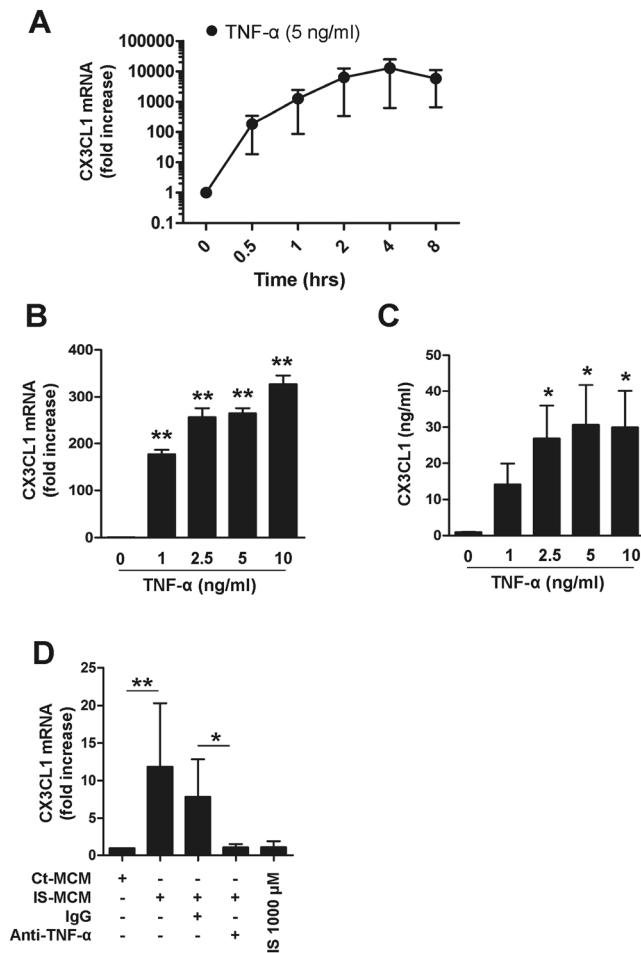 A
TNF-α (5 ng/ml)
CX3CL1 mRNA
(fold increase)
100000
10000
1000
100
10
1
0.1
0 0.5 1 2 4 8
Time (hrs)
B
CX3CL1 mRNA
(fold increase)
400
300
200
100
0
** ** ** **
0 1 2.5 5 10
TNF-α (ng/ml)
C
CX3CL1 (ng/ml)
50
40
30
20
10
0
* * *
0 1 2.5 5 10
TNF-α (ng/ml)
D
CX3CL1 mRNA
(fold increase)
25
20
15
10
5
0
** *
Ct-MCM + - - -
IS-MCM - + + +
IgG - - + -
Anti-TNF-α - - - +
IS 1000 µM